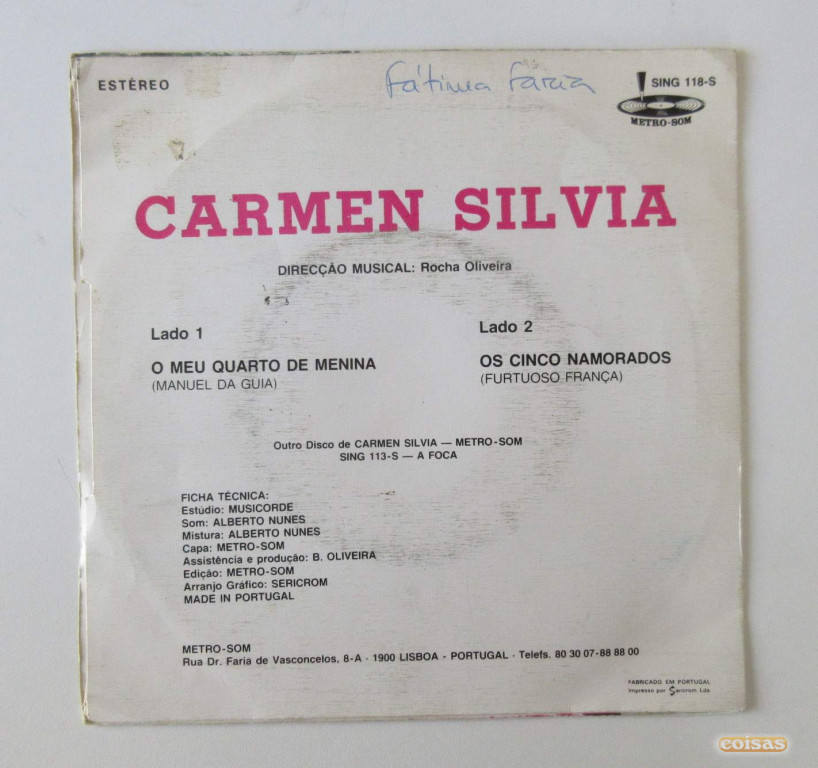 ESTÉREO
Fátima Faria
SING 118-S
METRO-SOM
CARMEN SILVIA
DIRECÇÃO MUSICAL: Rocha Oliveira
Lado 1
O MEU QUARTO DE MENINA
(MANUEL DA GUIA)
Lado 2
OS CINCO NAMORADOS
(FURTUOSO FRANÇA)
Outro Disco de CARMEN SILVIA — METRO-SOM
SING 113-S — A FOCA
FICHA TÉCNICA:
Estúdio: MUSICORDE
Som: ALBERTO NUNES
Mistura: ALBERTO NUNES
Capa: METRO-SOM
Assistência e produção: B. OLIVEIRA
Edição: METRO-SOM
Arranjo Gráfico: SERICROM
MADE IN PORTUGAL
METRO-SOM
Rua Dr. Faria de Vasconcelos, 8-A · 1900 LISBOA - PORTUGAL · Telefs. 80 30 07-88 88 00
FABRICADO EM PORTUGAL
Impresso por Sericrom Lda.
coisas